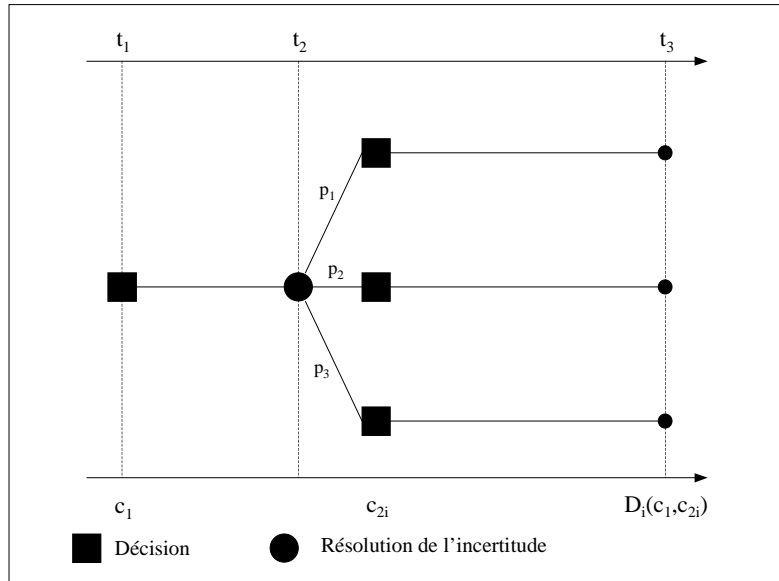 t1 t2 t3
p1
p2
p3
c1 c2i Di(c1,c2i)
Décision Résolution de l'incertitude